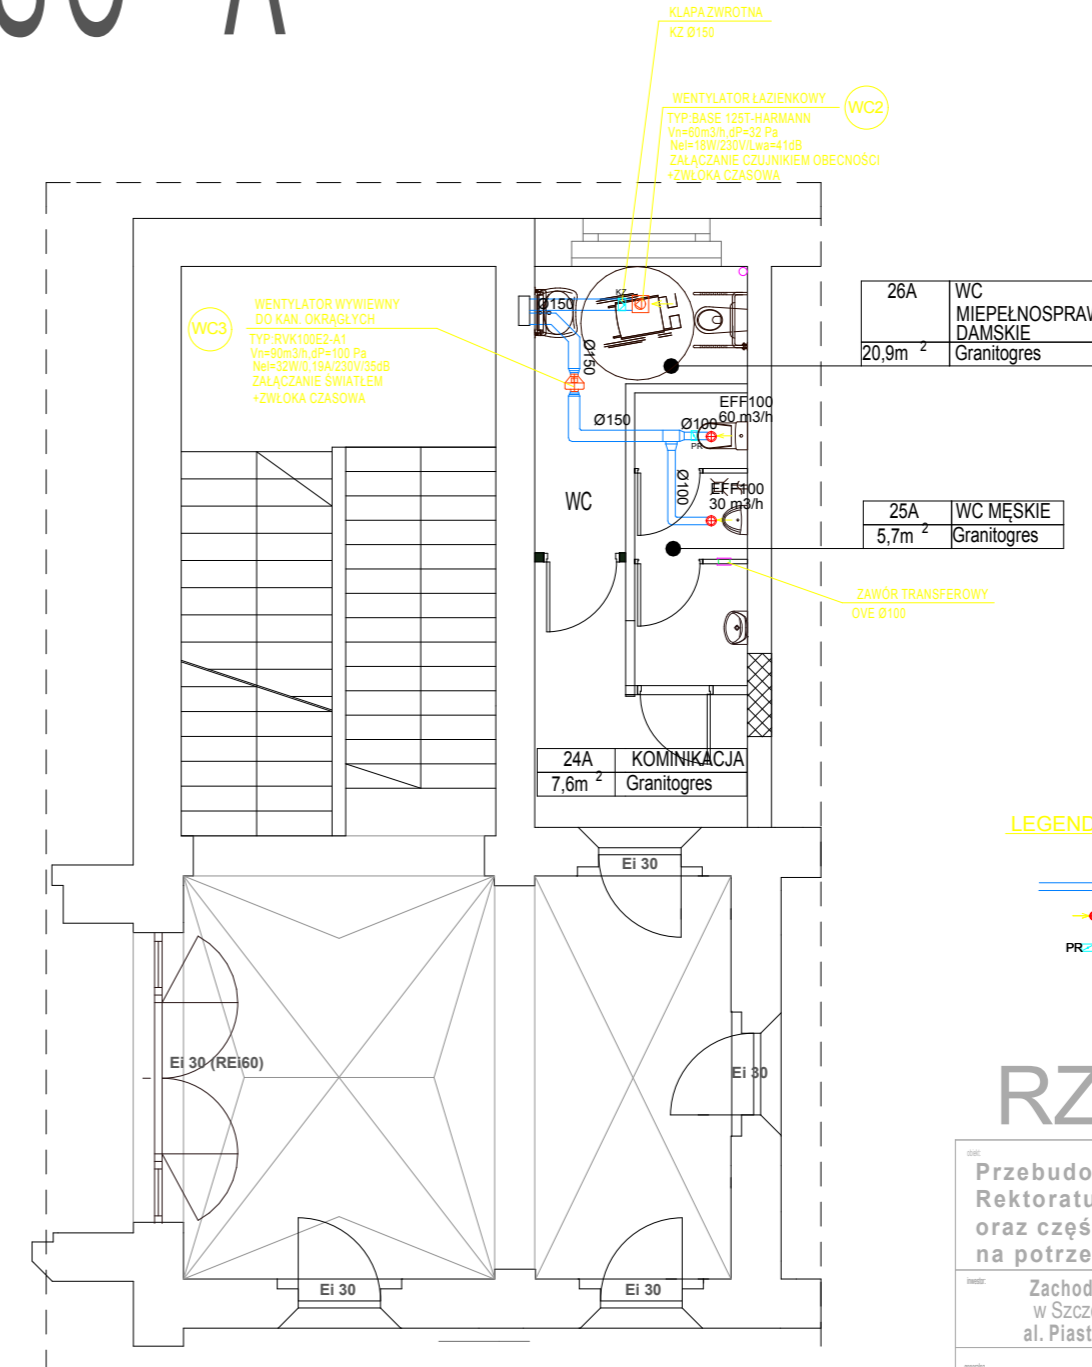 KLAPA ZWROTNA
KZ Ø150
WENTYLATOR ŁAZIENKOWY
WC2
TYP:BASE 125T-HARMANN
Vn=60m3/h,dP=32 Pa
Nel=18W/230V/Lwa=41dB
ZAŁĄCZANIE CZUJNIKIEM OBECNOŚCI
+ZWŁOKA CZASOWA
WC3
WENTYLATOR WYWIEWNY
DO KAN. OKRĄGŁYCH
TYP:RVK100E2-A1
Vn=90m3/h,dP=100 Pa
Nel=32W/0,19A/230V/35dB
ZAŁĄCZANIE ŚWIATŁEM
+ZWŁOKA CZASOWA
KZ
Ø150
Ø150
26A WC
MIEPEŁNOSPRAW
DAMSKIE
20,9m 2 Granitogres
EFF100
60 m3/h
Ø150
Ø100
PR
Ø100
EFF100
30 m3/h
WC
25A WC MĘSKIE
5,7m 2 Granitogres
ZAWÓR TRANSFEROWY
OVE Ø100
24A KOMINIKACJA
7,6m 2 Granitogres
LEGEND
Ei 30
PR
Ei 30 (REi60)
Ei 30
RZ
Przebudo
Rektoratu
oraz częś
na potrze
Zachod
w Szcz
al. Piast
Ei 30
Ei 30